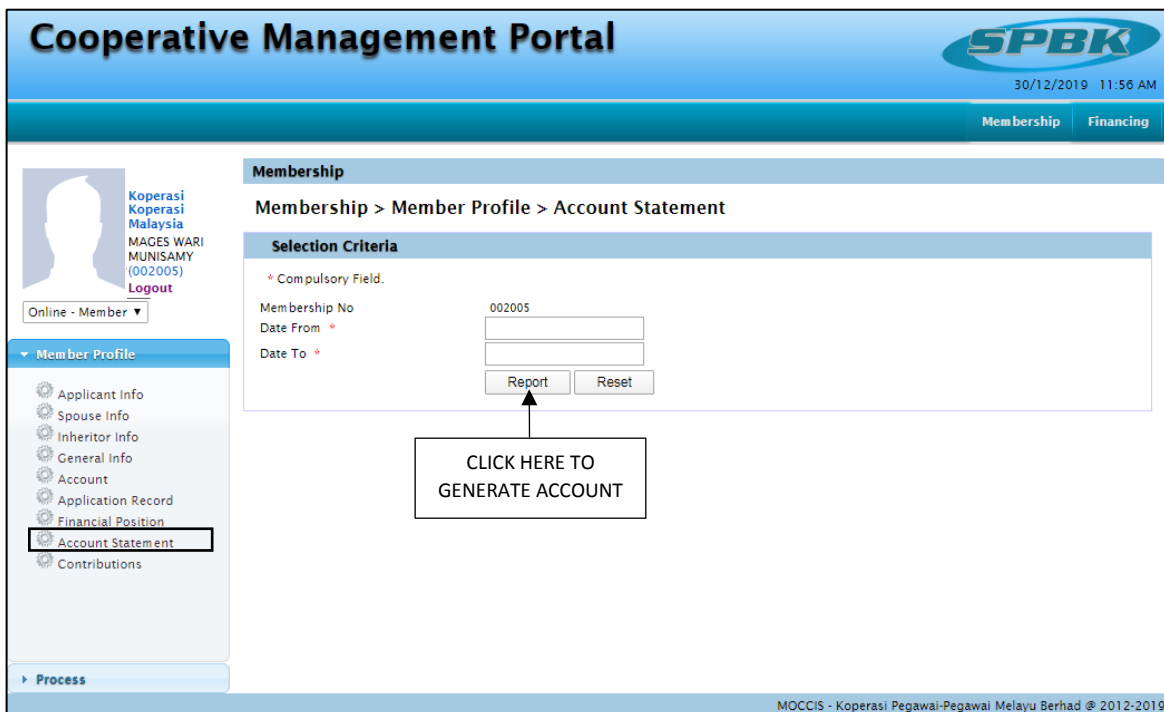 Cooperative Management Portal
SPBK
30/12/2019 11:56 AM
Membership Financing
Koperasi
Koperasi
Malaysia
MAGES WARI
MUNISAMY
(002005)
Logout
Online - Member ▼
Member Profile
Applicant Info
Spouse Info
Inheritor Info
General Info
Account
Application Record
Financial Position
Account Statement
Contributions
Process
Membership
Membership > Member Profile > Account Statement
Selection Criteria
* Compulsory Field.
Membership No 002005
Date From *
Date To *
Report Reset
CLICK HERE TO
GENERATE ACCOUNT
MOCCIS - Koperasi Pegawai-Pegawai Melayu Berhad @ 2012-2019